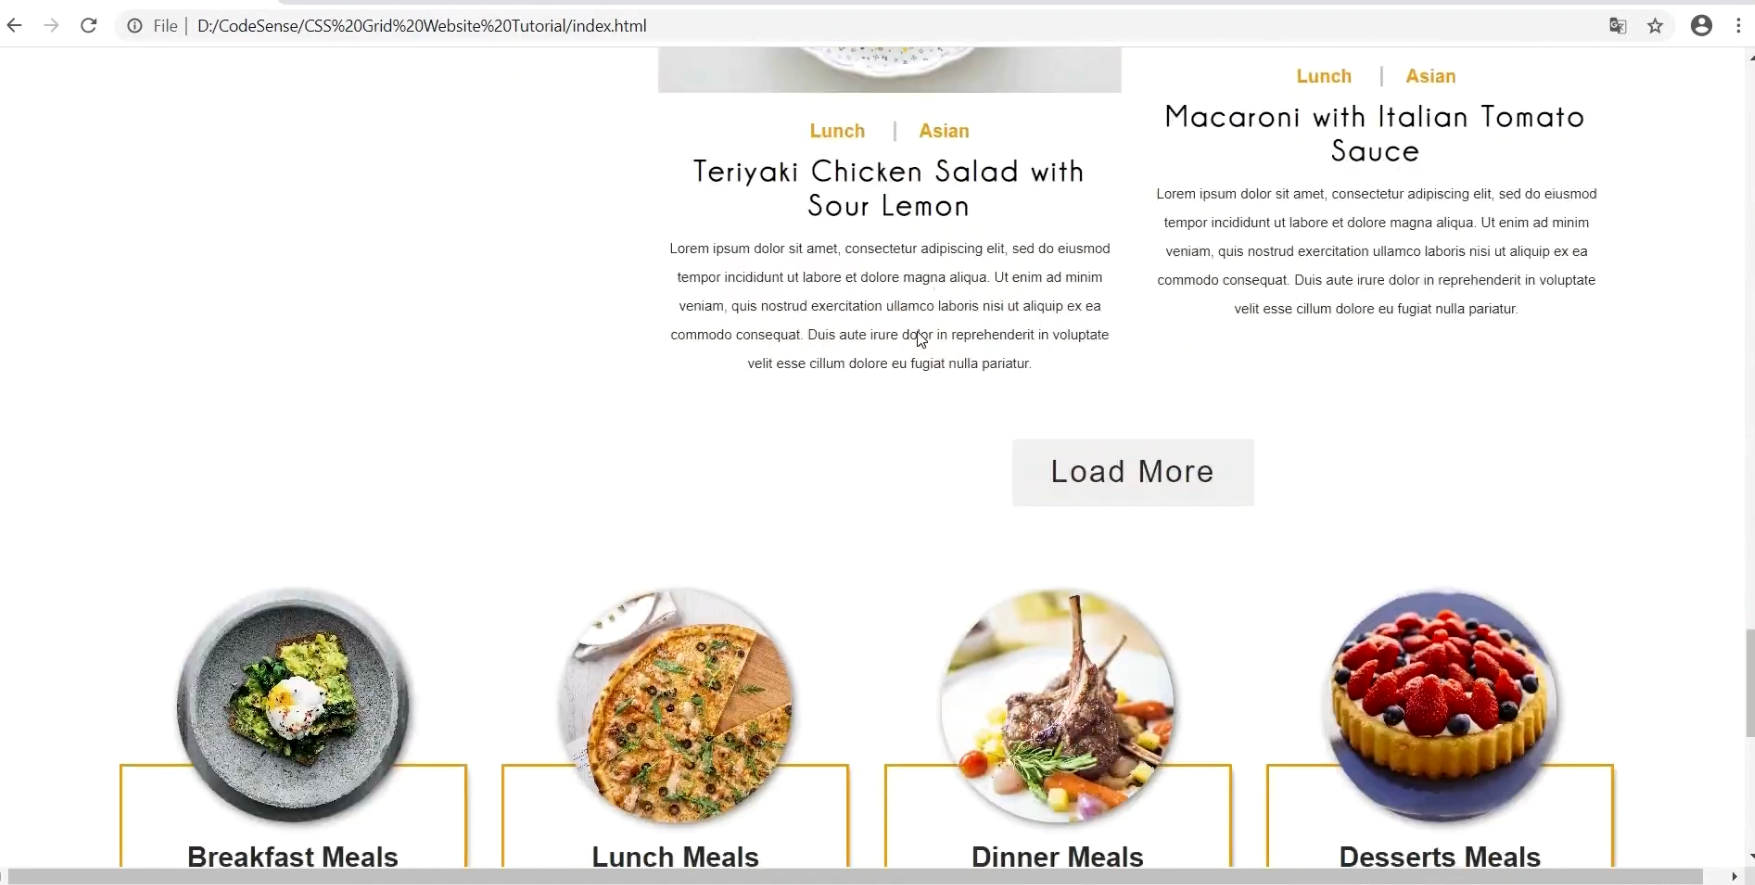 File | D:/CodeSense/CSS%20Grid%20Website%20Tutorial/index.html
Lunch | Asian
Teriyaki Chicken Salad with
Sour Lemon
Lorem ipsum dolor sit amet, consectetur adipiscing elit, sed do eiusmod
tempor incididunt ut labore et dolore magna aliqua. Ut enim ad minim
veniam, quis nostrud exercitation ullamco laboris nisi ut aliquip ex ea
commodo consequat. Duis aute irure dolor in reprehenderit in voluptate
velit esse cillum dolore eu fugiat nulla pariatur.
Lunch | Asian
Macaroni with Italian Tomato
Sauce
Lorem ipsum dolor sit amet, consectetur adipiscing elit, sed do eiusmod
tempor incididunt ut labore et dolore magna aliqua. Ut enim ad minim
veniam, quis nostrud exercitation ullamco laboris nisi ut aliquip ex ea
commodo consequat. Duis aute irure dolor in reprehenderit in voluptate
velit esse cillum dolore eu fugiat nulla pariatur.
Load More
Breakfast Meals
Lunch Meals
Dinner Meals
Desserts Meals